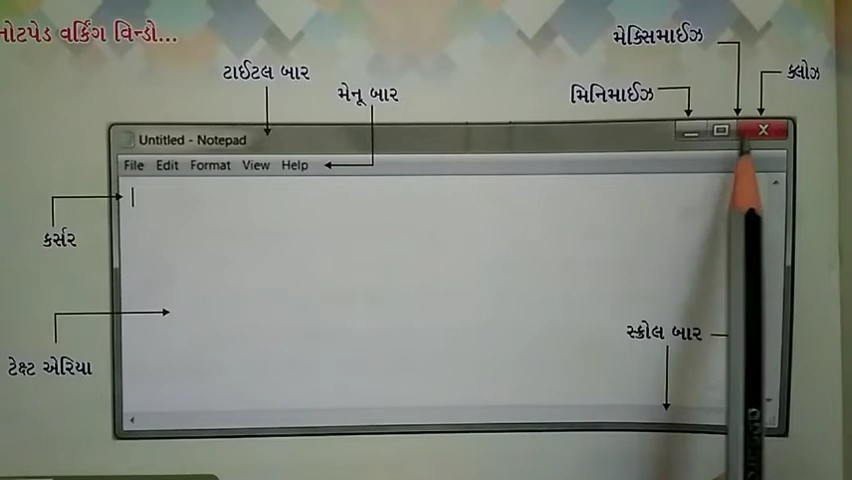 નોટપેડ વર્કિંગ વિન્ડો...
મેક્સિમાઈઝ
ટાઈટલ બાર
ક્લોઝ
મેનૂ બાર
મિનિમાઈઝ
Untitled - Notepad
File Edit Format View Help
કર્સર
સ્ક્રોલ બાર
ટેક્ષ્ટ એરિયા